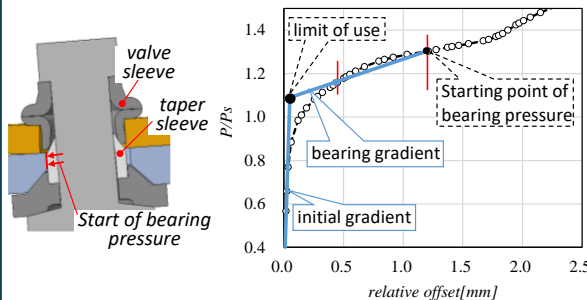 valve
sleeve
taper
sleeve
Start of bearing
pressure
P/Ps
1.4
1.2
1.0
0.8
0.6
0.4
limit of use
Starting point of
bearing pressure
bearing gradient
initial gradient
0.0
0.5
1.0
1.5
2.0
2.5
relative offset[mm]